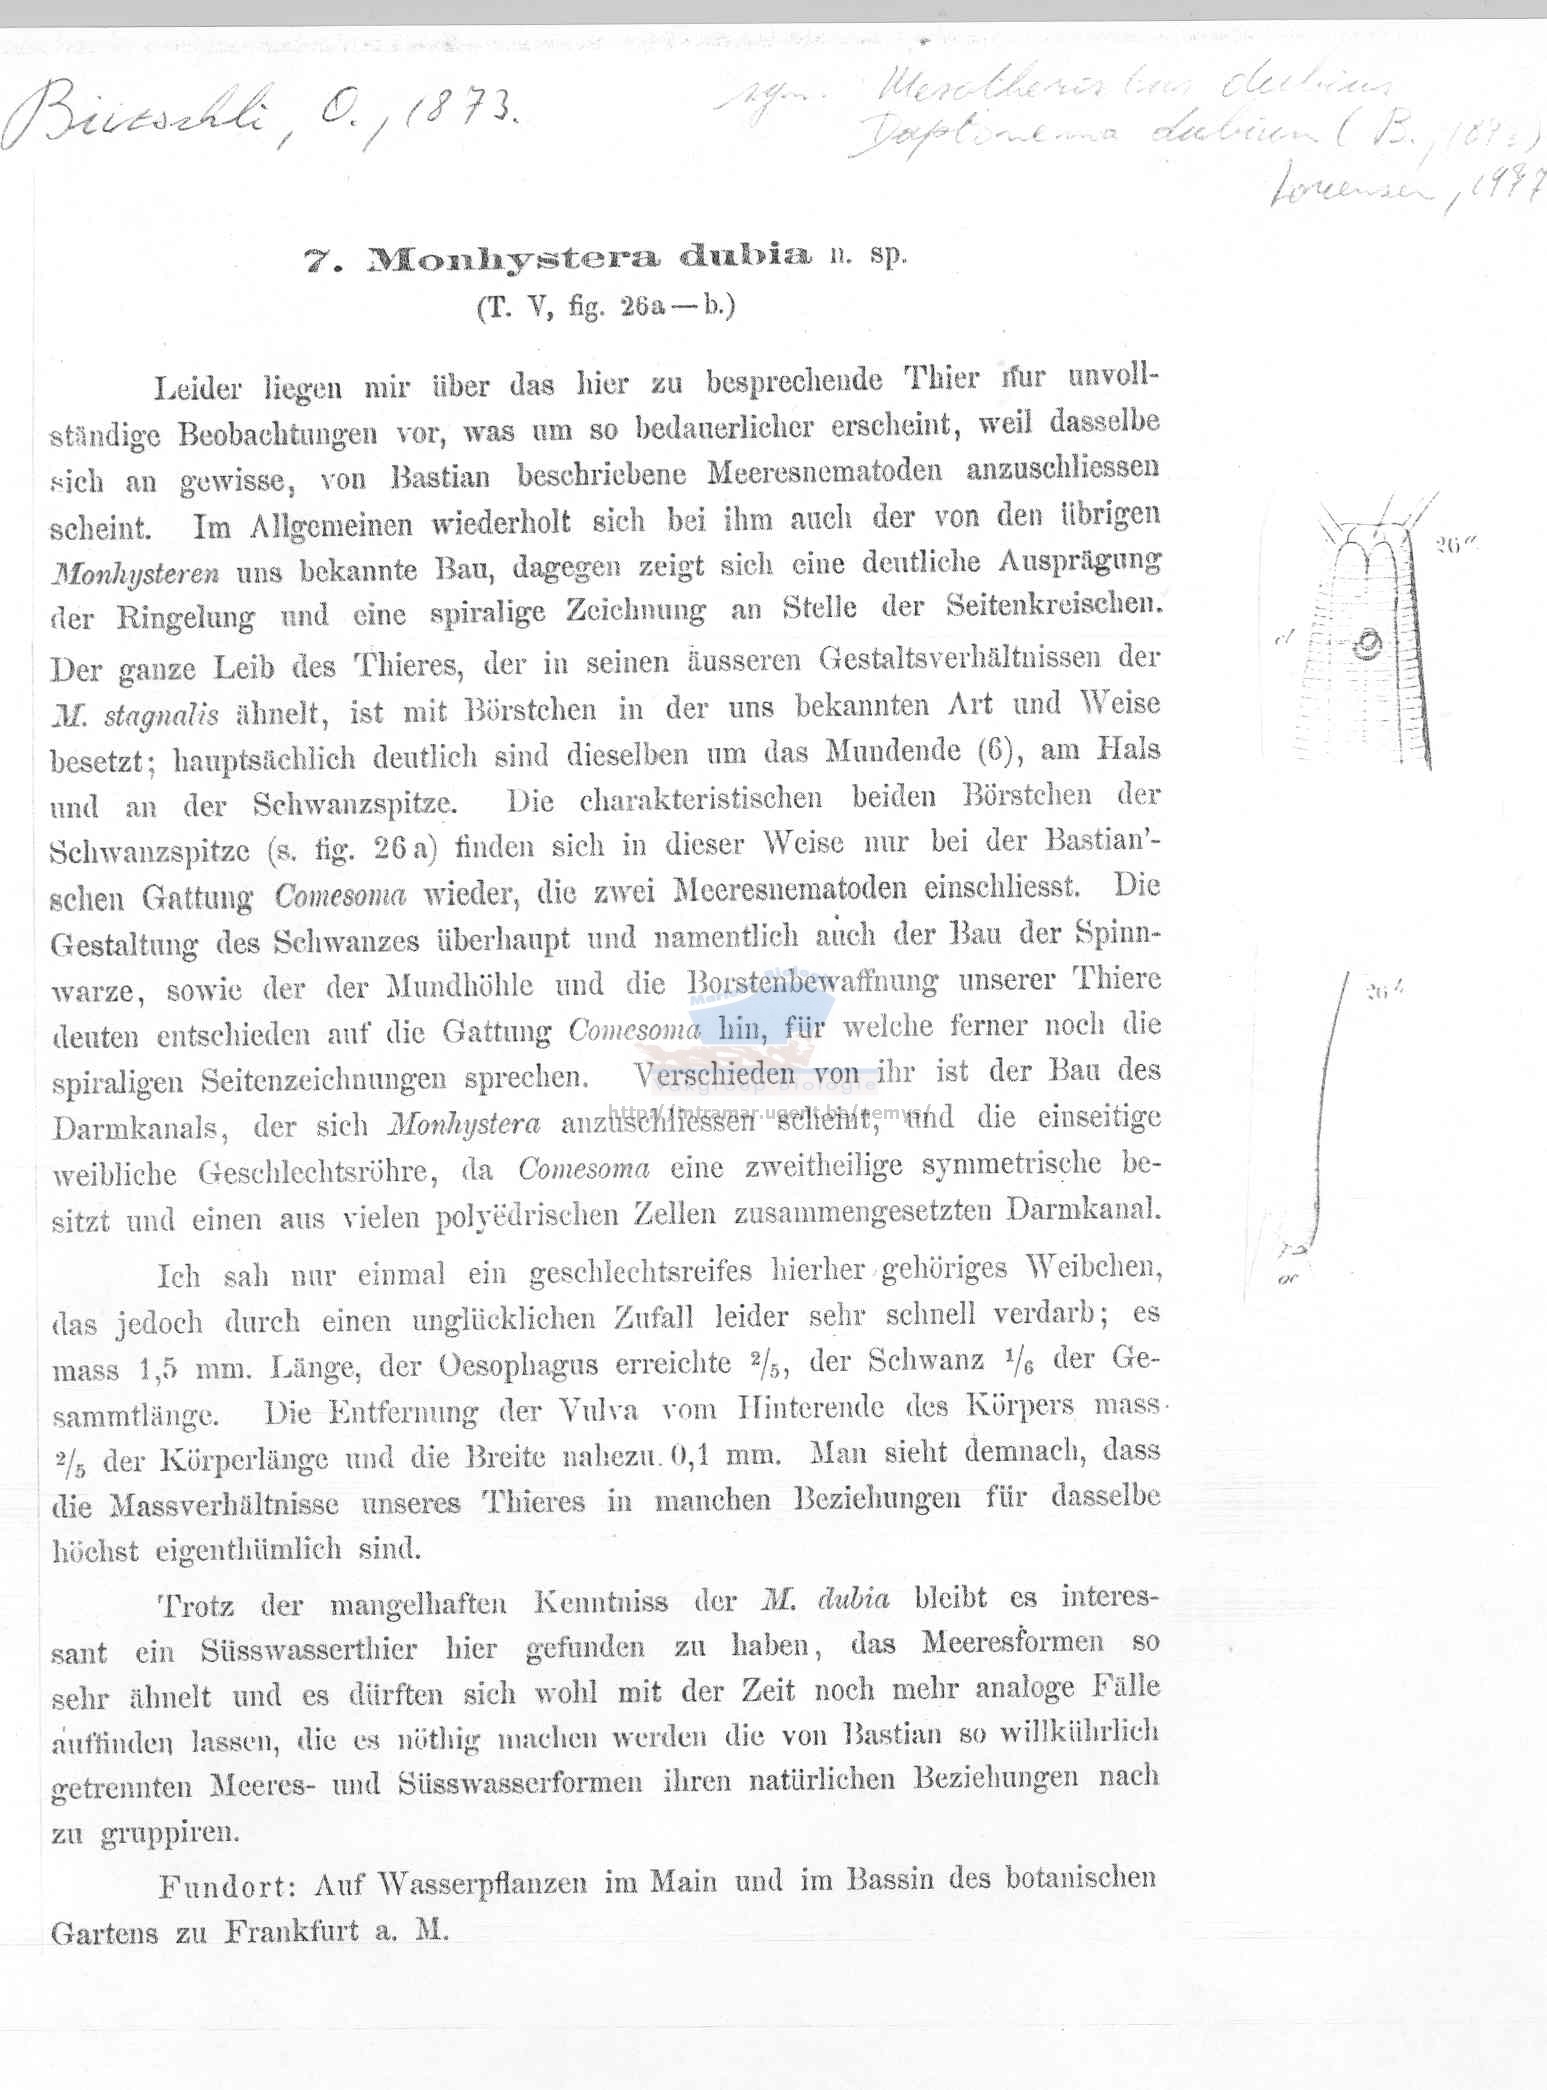 Bütschli, O., 1873.
syn. Mesotheristus dubius
Daptonema dubium (B., 1873)
Lorenzen, 1977
7. Monhystera dubia n. sp.
(T. V, fig. 26a—b.)
Leider liegen mir über das hier zu besprechende Thier nur unvoll-
ständige Beobachtungen vor, was um so bedauerlicher erscheint, weil dasselbe
sich an gewisse, von Bastian beschriebene Meeresnematoden anzuschliessen
scheint. Im Allgemeinen wiederholt sich bei ihm auch der von den übrigen
Monhysteren uns bekannte Bau, dagegen zeigt sich eine deutliche Ausprägung
der Ringelung und eine spiralige Zeichnung an Stelle der Seitenkreischen.
Der ganze Leib des Thieres, der in seinen äusseren Gestaltsverhältnissen der
M. stagnalis ähnelt, ist mit Börstchen in der uns bekannten Art und Weise
besetzt; hauptsächlich deutlich sind dieselben um das Mundende (6), am Hals
und an der Schwanzspitze. Die charakteristischen beiden Börstchen der
Schwanzspitze (s. fig. 26 a) finden sich in dieser Weise nur bei der Bastian'-
schen Gattung Comesoma wieder, die zwei Meeresnematoden einschliesst. Die
Gestaltung des Schwanzes überhaupt und namentlich auch der Bau der Spinn-
warze, sowie der der Mundhöhle und die Borstenbewaffnung unserer Thiere
deuten entschieden auf die Gattung Comesoma hin, für welche ferner noch die
spiraligen Seitenzeichnungen sprechen. Verschieden von ihr ist der Bau des
Darmkanals, der sich Monhystera anzuschliessen scheint, und die einseitige
weibliche Geschlechtsröhre, da Comesoma eine zweitheilige symmetrische be-
sitzt und einen aus vielen polyëdrischen Zellen zusammengesetzten Darmkanal.
Ich sah nur einmal ein geschlechtsreifes hierher gehöriges Weibchen,
das jedoch durch einen unglücklichen Zufall leider sehr schnell verdarb; es
mass 1,5 mm. Länge, der Oesophagus erreichte 2/5, der Schwanz 1/6 der Ge-
sammtlänge. Die Entfernung der Vulva vom Hinterende des Körpers mass
2/5 der Körperlänge und die Breite nahezu 0,1 mm. Man sieht demnach, dass
die Massverhältnisse unseres Thieres in manchen Beziehungen für dasselbe
höchst eigenthümlich sind.
Trotz der mangelhaften Kenntniss der M. dubia bleibt es interes-
sant ein Süsswasserthier hier gefunden zu haben, das Meeresformen so
sehr ähnelt und es dürften sich wohl mit der Zeit noch mehr analoge Fälle
auffinden lassen, die es nöthig machen werden die von Bastian so willkührlich
getrennten Meeres- und Süsswasserformen ihren natürlichen Beziehungen nach
zu gruppiren.
Fundort: Auf Wasserpflanzen im Main und im Bassin des botanischen
Gartens zu Frankfurt a. M.
26a
26b
Marine Biology
vakgroep biologie
http://intramar.ugent.be/nemys/